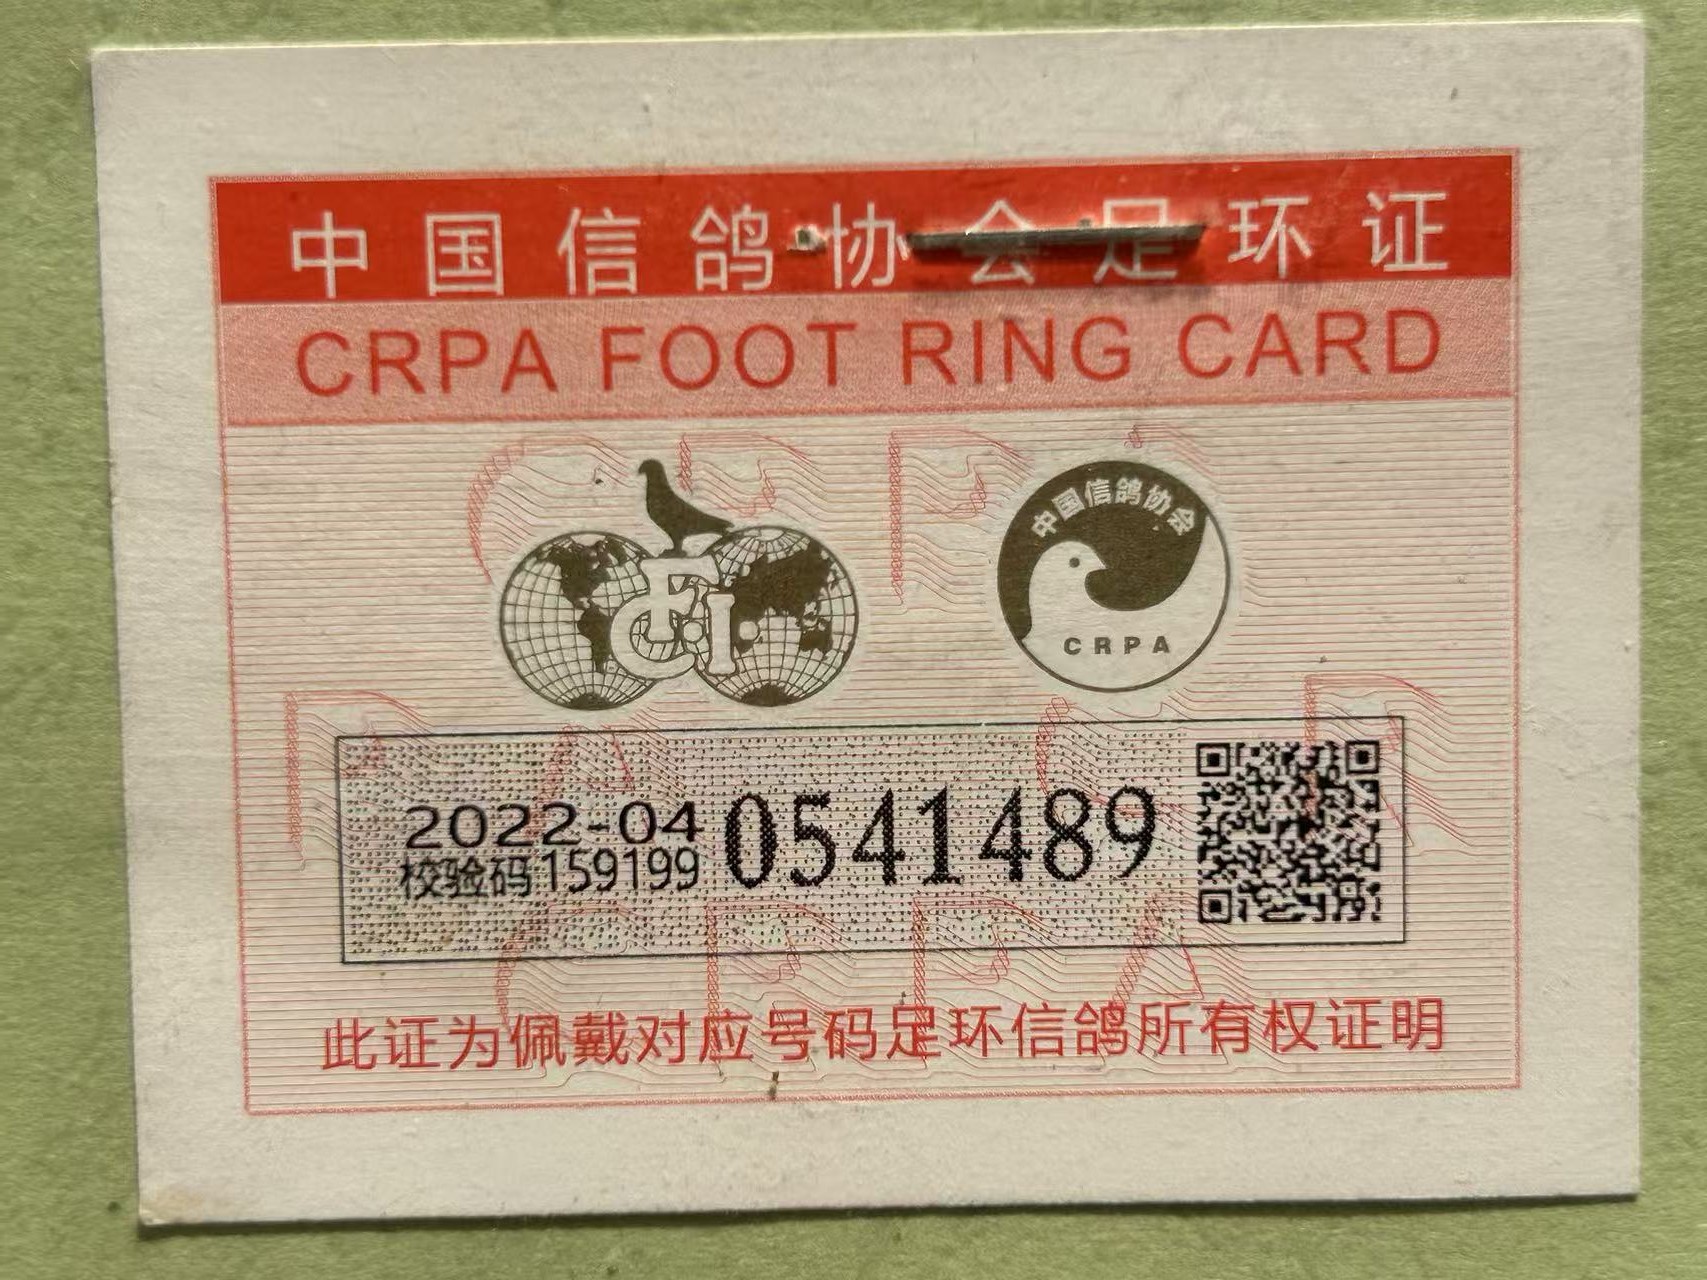 中国信鸽协会足环证
CRPA FOOT RING CARD
FCI
中国信鸽协会
CRPA
2022-04 0541489
校验码159199
此证为佩戴对应号码足环信鸽所有权证明